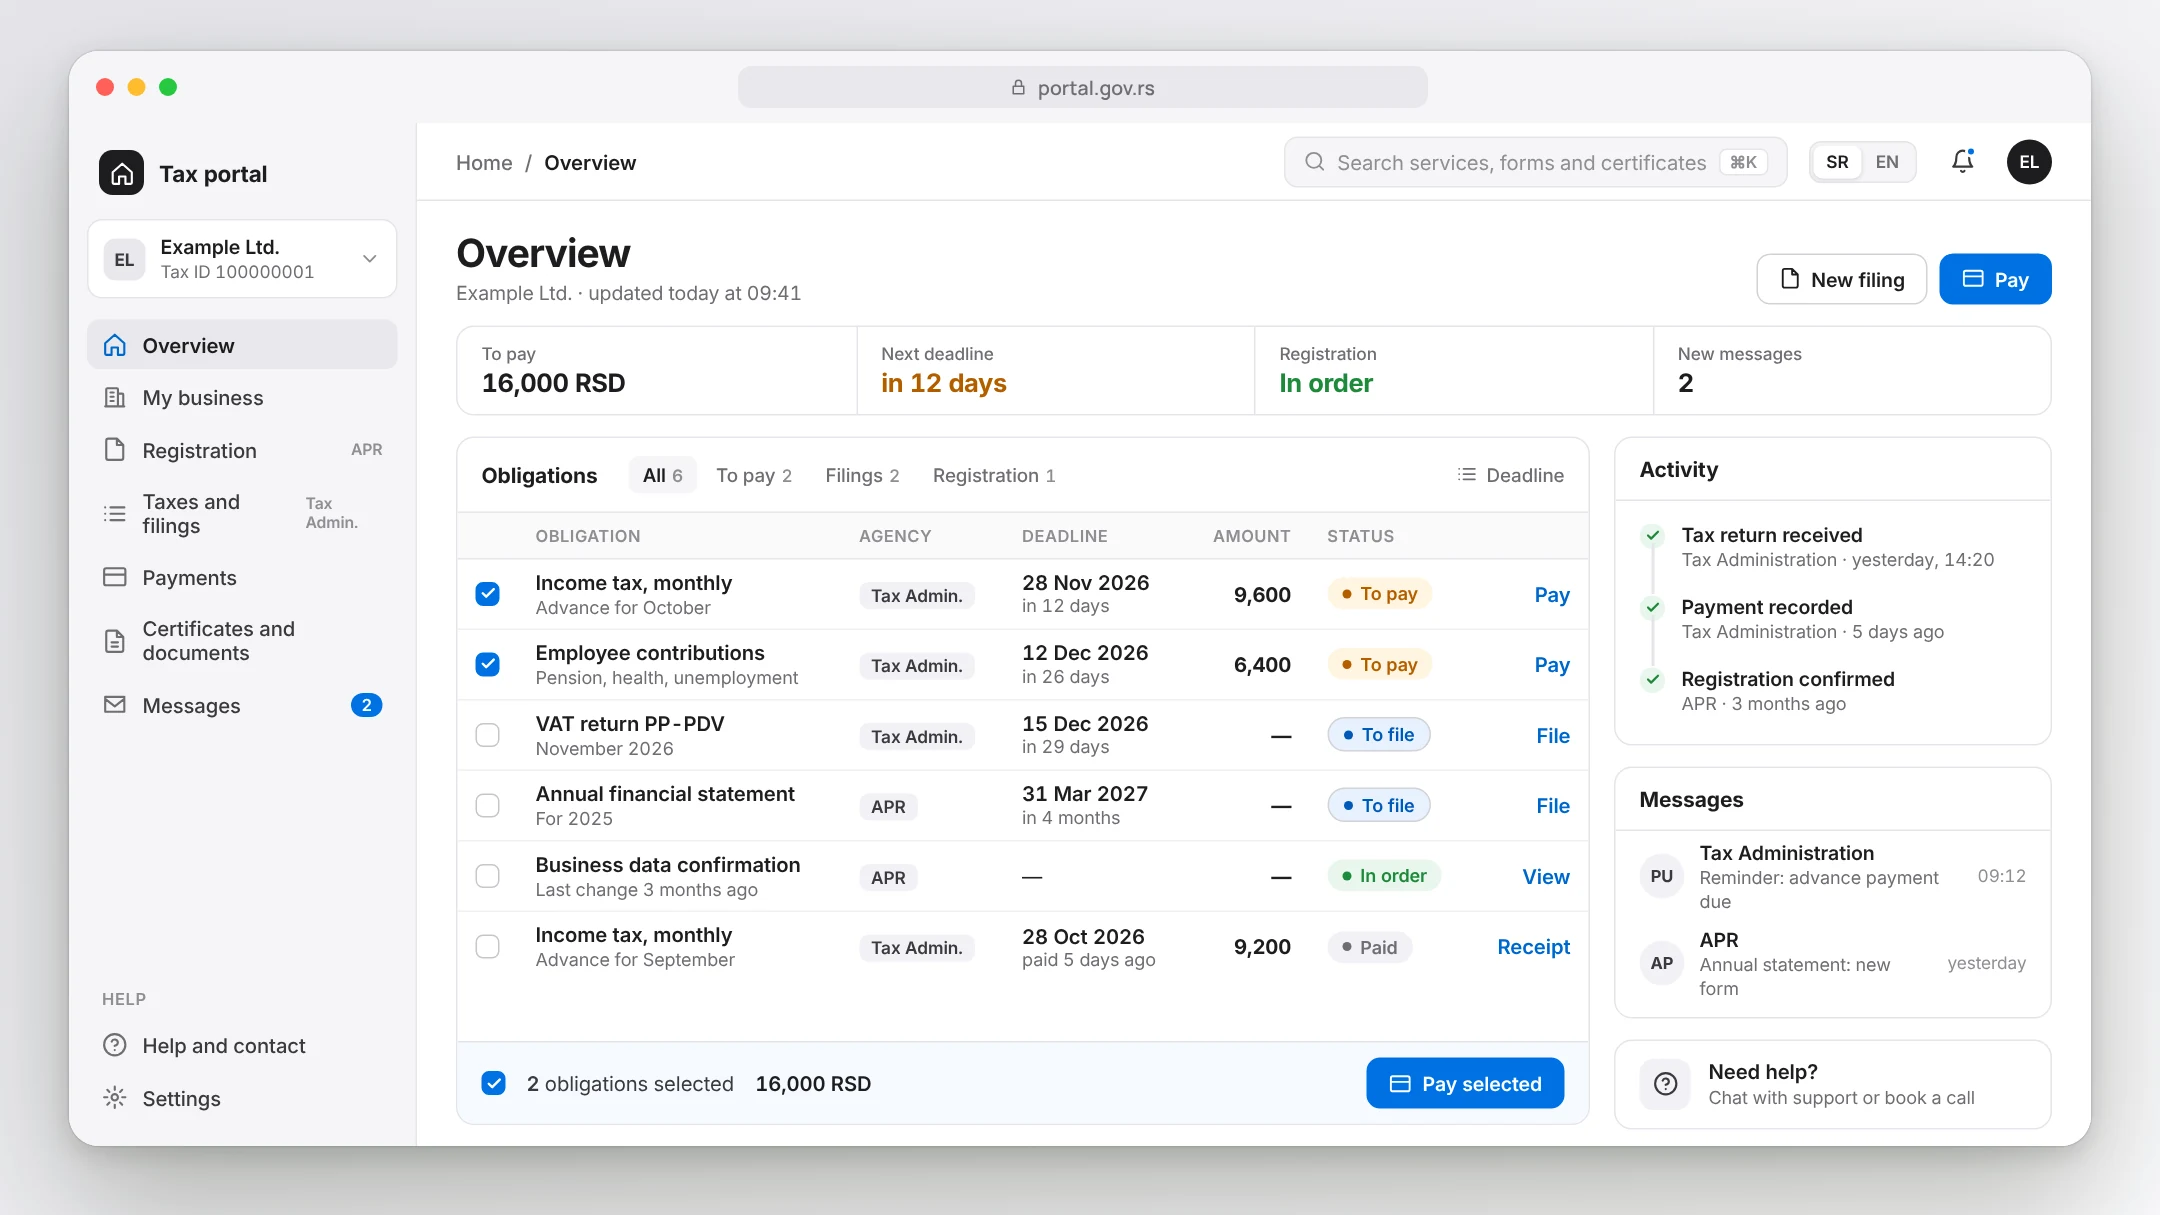 portal.gov.rs
Tax portal
EL
Example Ltd.
Tax ID 100000001
Overview
My business
Registration APR
Taxes and filings Tax Admin.
Payments
Certificates and documents
Messages 2
HELP
Help and contact
Settings
Home / Overview
Search services, forms and certificates ⌘K
SR EN
EL
Overview
Example Ltd. · updated today at 09:41
New filing
Pay
To pay
16,000 RSD
Next deadline
in 12 days
Registration
In order
New messages
2
Obligations All 6 To pay 2 Filings 2 Registration 1 Deadline
OBLIGATION AGENCY DEADLINE AMOUNT STATUS
Income tax, monthly
Advance for October
Tax Admin.
28 Nov 2026
in 12 days
9,600
To pay
Pay
Employee contributions
Pension, health, unemployment
Tax Admin.
12 Dec 2026
in 26 days
6,400
To pay
Pay
VAT return PP-PDV
November 2026
Tax Admin.
15 Dec 2026
in 29 days
—
To file
File
Annual financial statement
For 2025
APR
31 Mar 2027
in 4 months
—
To file
File
Business data confirmation
Last change 3 months ago
APR
—
—
In order
View
Income tax, monthly
Advance for September
Tax Admin.
28 Oct 2026
paid 5 days ago
9,200
Paid
Receipt
2 obligations selected 16,000 RSD
Pay selected
Activity
Tax return received
Tax Administration · yesterday, 14:20
Payment recorded
Tax Administration · 5 days ago
Registration confirmed
APR · 3 months ago
Messages
PU
Tax Administration
Reminder: advance payment
due
09:12
AP
APR
Annual statement: new
form
yesterday
Need help?
Chat with support or book a call